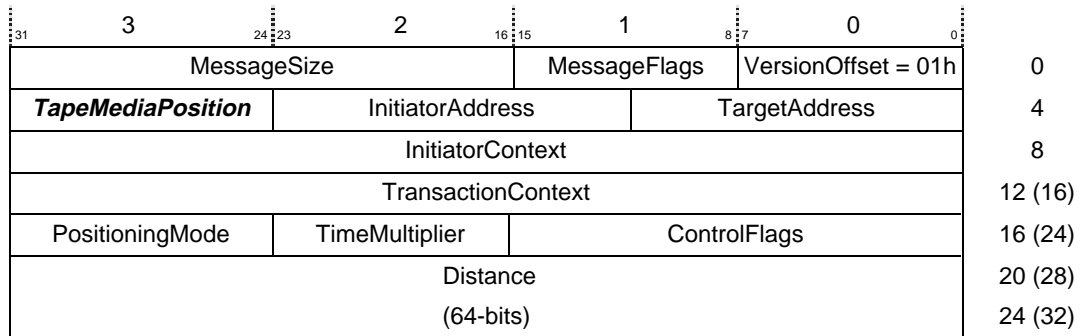 3 2 1 0
31 24 23 16 15 8 7 0
MessageSize MessageFlags VersionOffset = 01h 0
TapeMediaPosition InitiatorAddress TargetAddress 4
InitiatorContext 8
TransactionContext 12 (16)
PositioningMode TimeMultiplier ControlFlags 16 (24)
Distance 20 (28)
(64-bits) 24 (32)